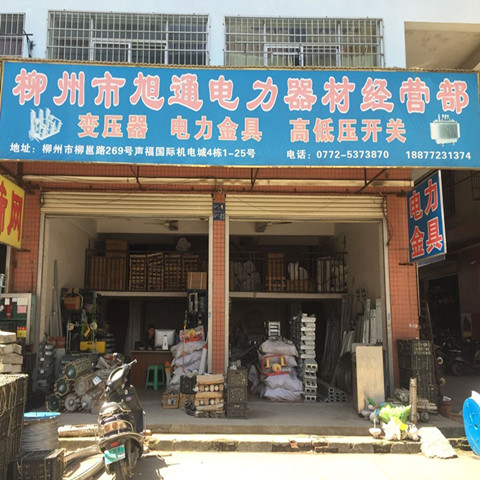 柳州市旭通电力器材经营部
变压器 电力金具 高低压开关
地址：柳州市柳邕路269号声福国际机电城4栋1-25号 电话：0772-5373870 18877231374
电力
金具
网